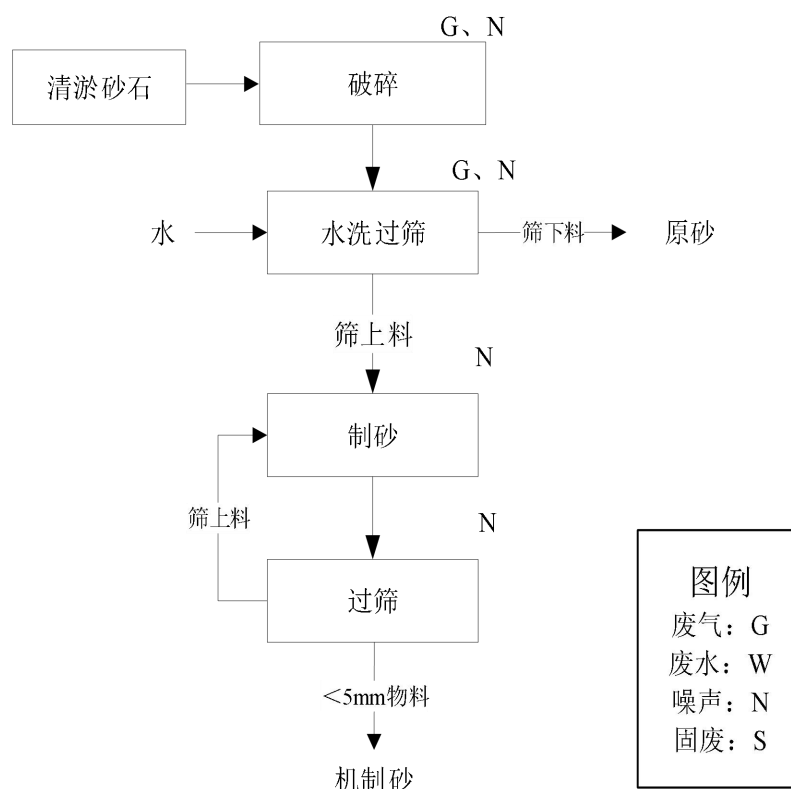 G、N
清淤砂石
破碎
G、N
水
水洗过筛
筛下料
原砂
筛上料
N
制砂
筛上料
N
过筛
<5mm物料
机制砂
图例
废气：G
废水：W
噪声：N
固废：S